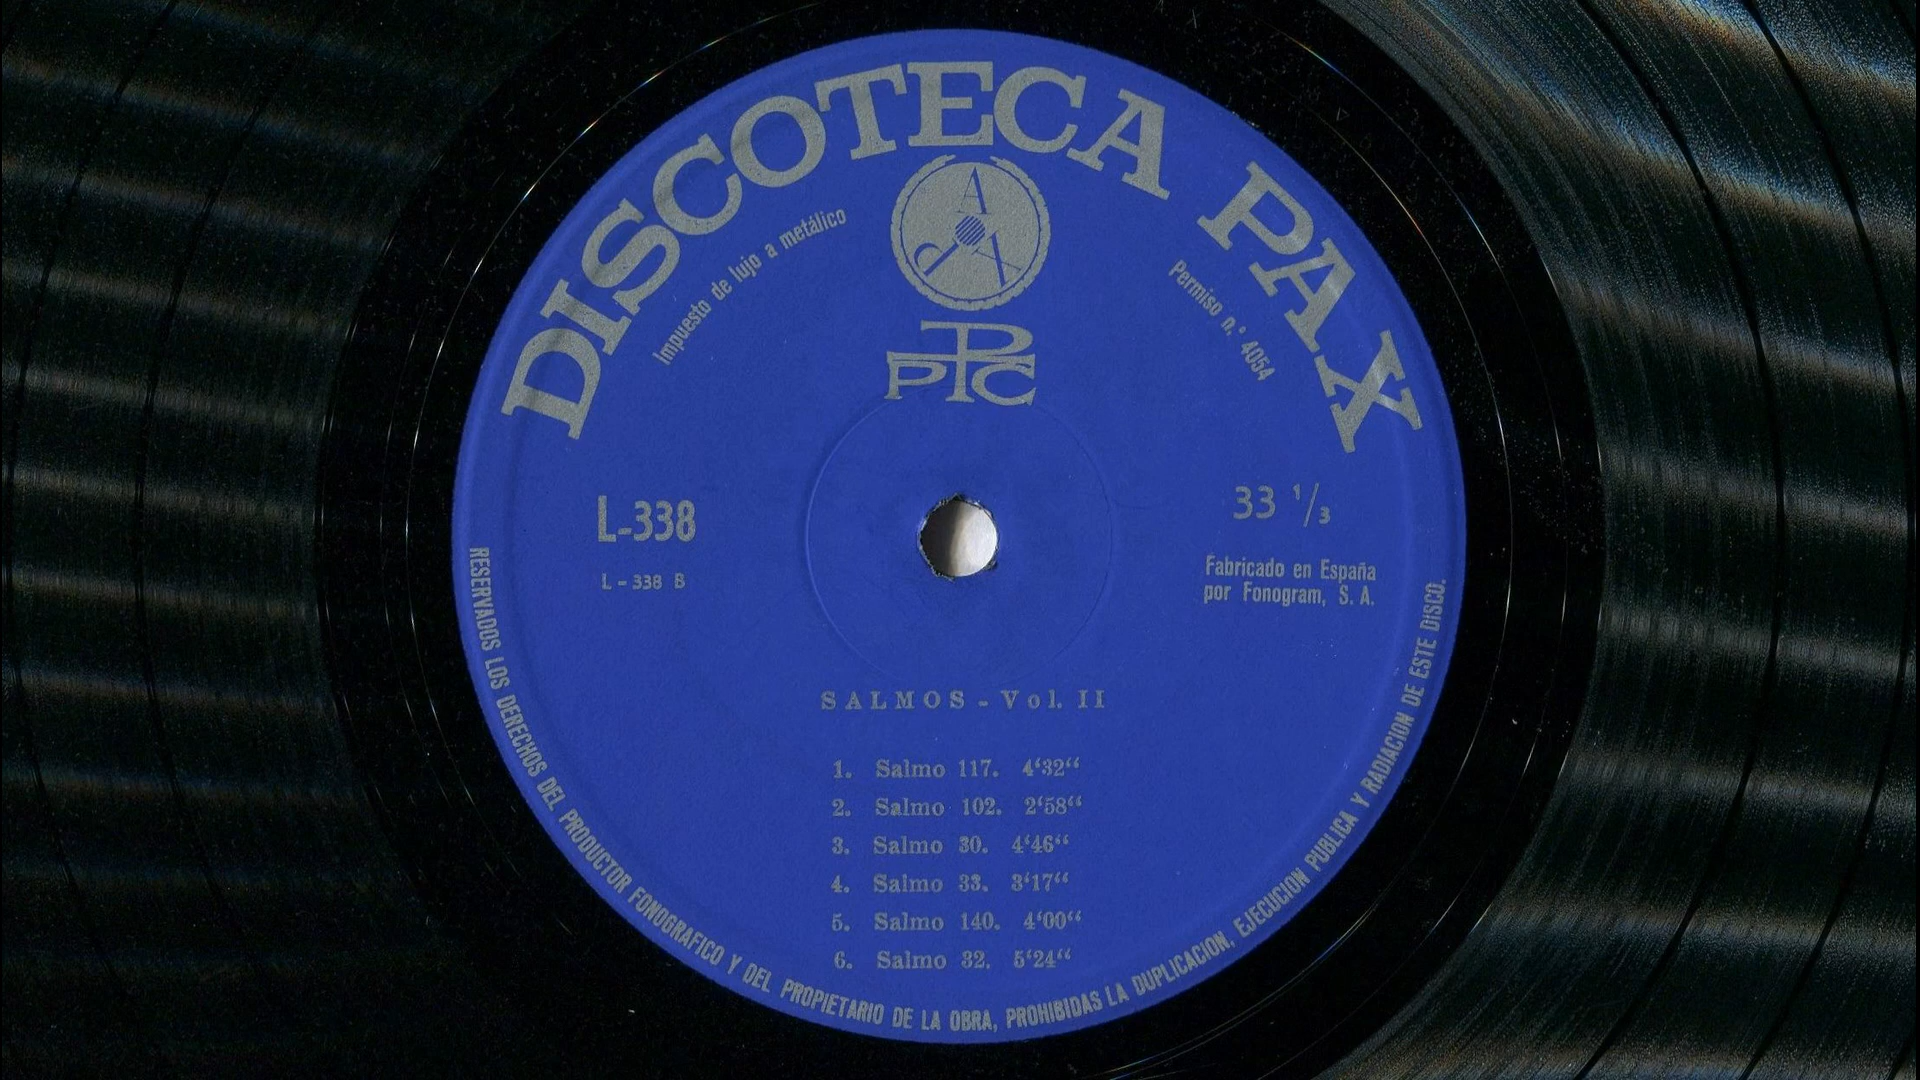 DISCOTECA PAX
Impuesto de lujo a metálico
Permiso n.° 4054
L-338
L - 338 B
33 1/3
Fabricado en España
por Fonogram, S. A.
SALMOS - Vol. II
1. Salmo 117. 4‘32“
2. Salmo 102. 2‘58“
3. Salmo 30. 4‘46“
4. Salmo 33. 3‘17“
5. Salmo 140. 4‘00“
6. Salmo 32. 5‘24“
RESERVADOS LOS DERECHOS DEL PRODUCTOR FONOGRAFICO Y DEL PROPIETARIO DE LA OBRA, PROHIBIDAS LA DUPLICACION, EJECUCION PUBLICA Y RADIACION DE ESTE DISCO.